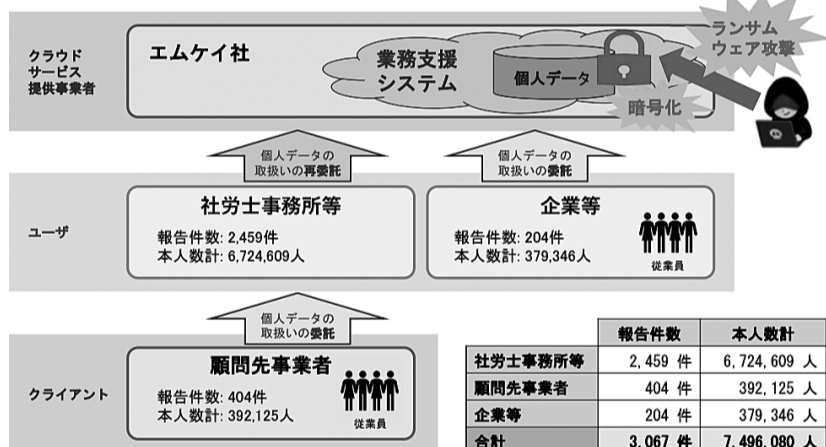 ランサム
ウェア攻撃
クラウド
サービス
提供事業者
エムケイ社
業務支援
システム
個人データ
暗号化
個人データの
取扱いの再委託
個人データの
取扱いの委託
ユーザ
社労士事務所等
報告件数: 2,459件
本人数計: 6,724,609人
企業等
報告件数: 204件
本人数計: 379,346人
従業員
個人データの
取扱いの委託
クライアント
顧問先事業者
報告件数: 404件
本人数計: 392,125人
従業員
報告件数 本人数計
社労士事務所等 2,459 件 6,724,609 人
顧問先事業者 404 件 392,125 人
企業等 204 件 379,346 人
合計 3,067 件 7,496,080 人